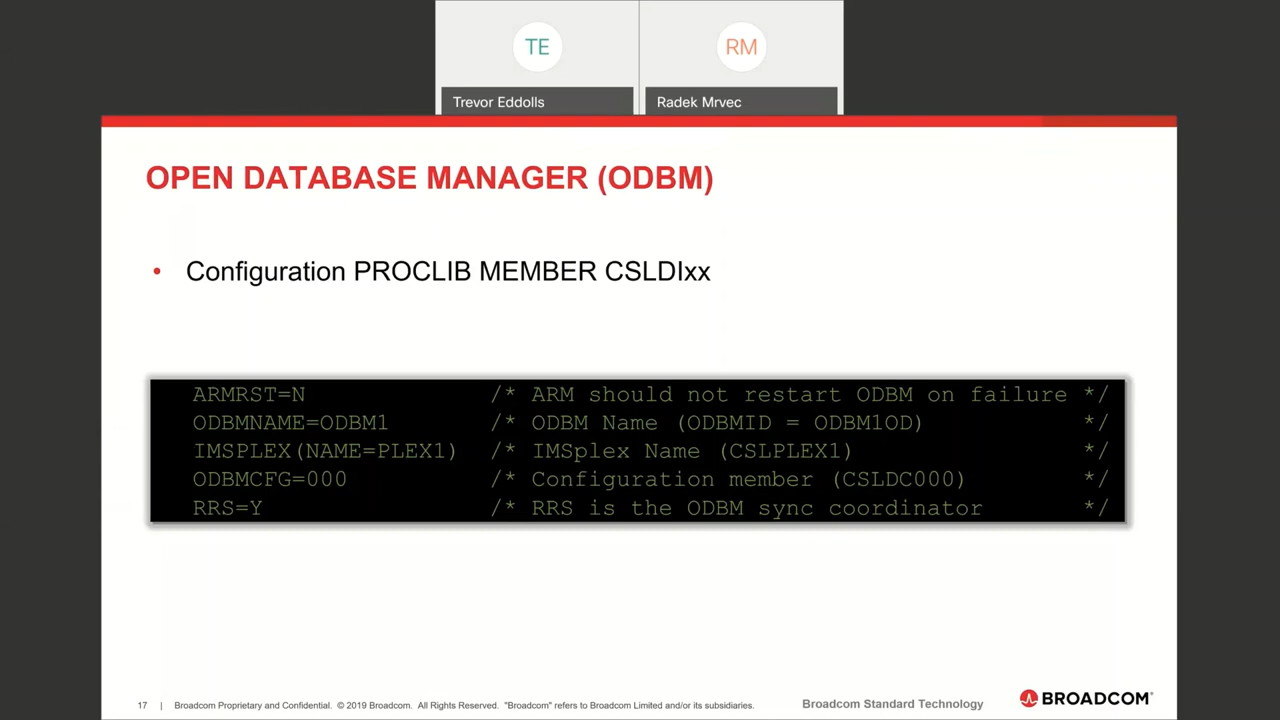 TE
RM
Trevor Eddolls
Radek Mrvec
OPEN DATABASE MANAGER (ODBM)
• Configuration PROCLIB MEMBER CSLDIxx
ARMRST=N /* ARM should not restart ODBM on failure */
ODBMNAME=ODBM1 /* ODBM Name (ODBMID = ODBM1OD) */
IMSPLEX(NAME=PLEX1) /* IMSplex Name (CSLPLEX1) */
ODBMCFG=000 /* Configuration member (CSLDC000) */
RRS=Y /* RRS is the ODBM sync coordinator */
17 | Broadcom Proprietary and Confidential. © 2019 Broadcom. All Rights Reserved. "Broadcom" refers to Broadcom Limited and/or its subsidiaries.
Broadcom Standard Technology
BROADCOM®